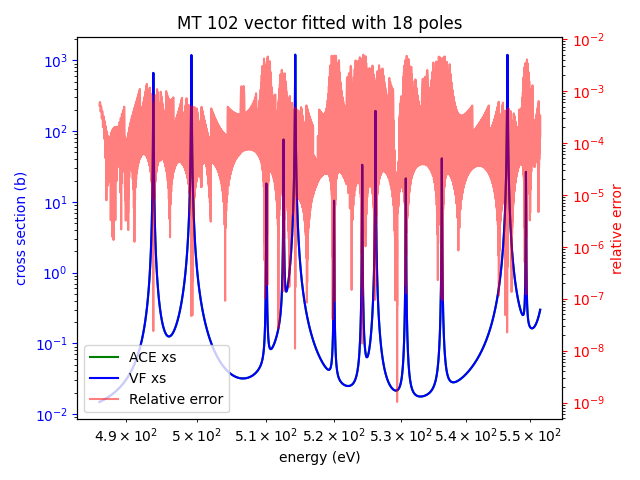 MT 102 vector fitted with 18 poles
cross section (b)
10³
10²
10¹
10⁰
10⁻¹
10⁻²
10⁻²
10⁻³
10⁻⁴
10⁻⁵
10⁻⁶
10⁻⁷
10⁻⁸
10⁻⁹
relative error
ACE xs
VF xs
Relative error
4.9 × 10² 5 × 10² 5.1 × 10² 5.2 × 10² 5.3 × 10² 5.4 × 10² 5.5 × 10²
energy (eV)